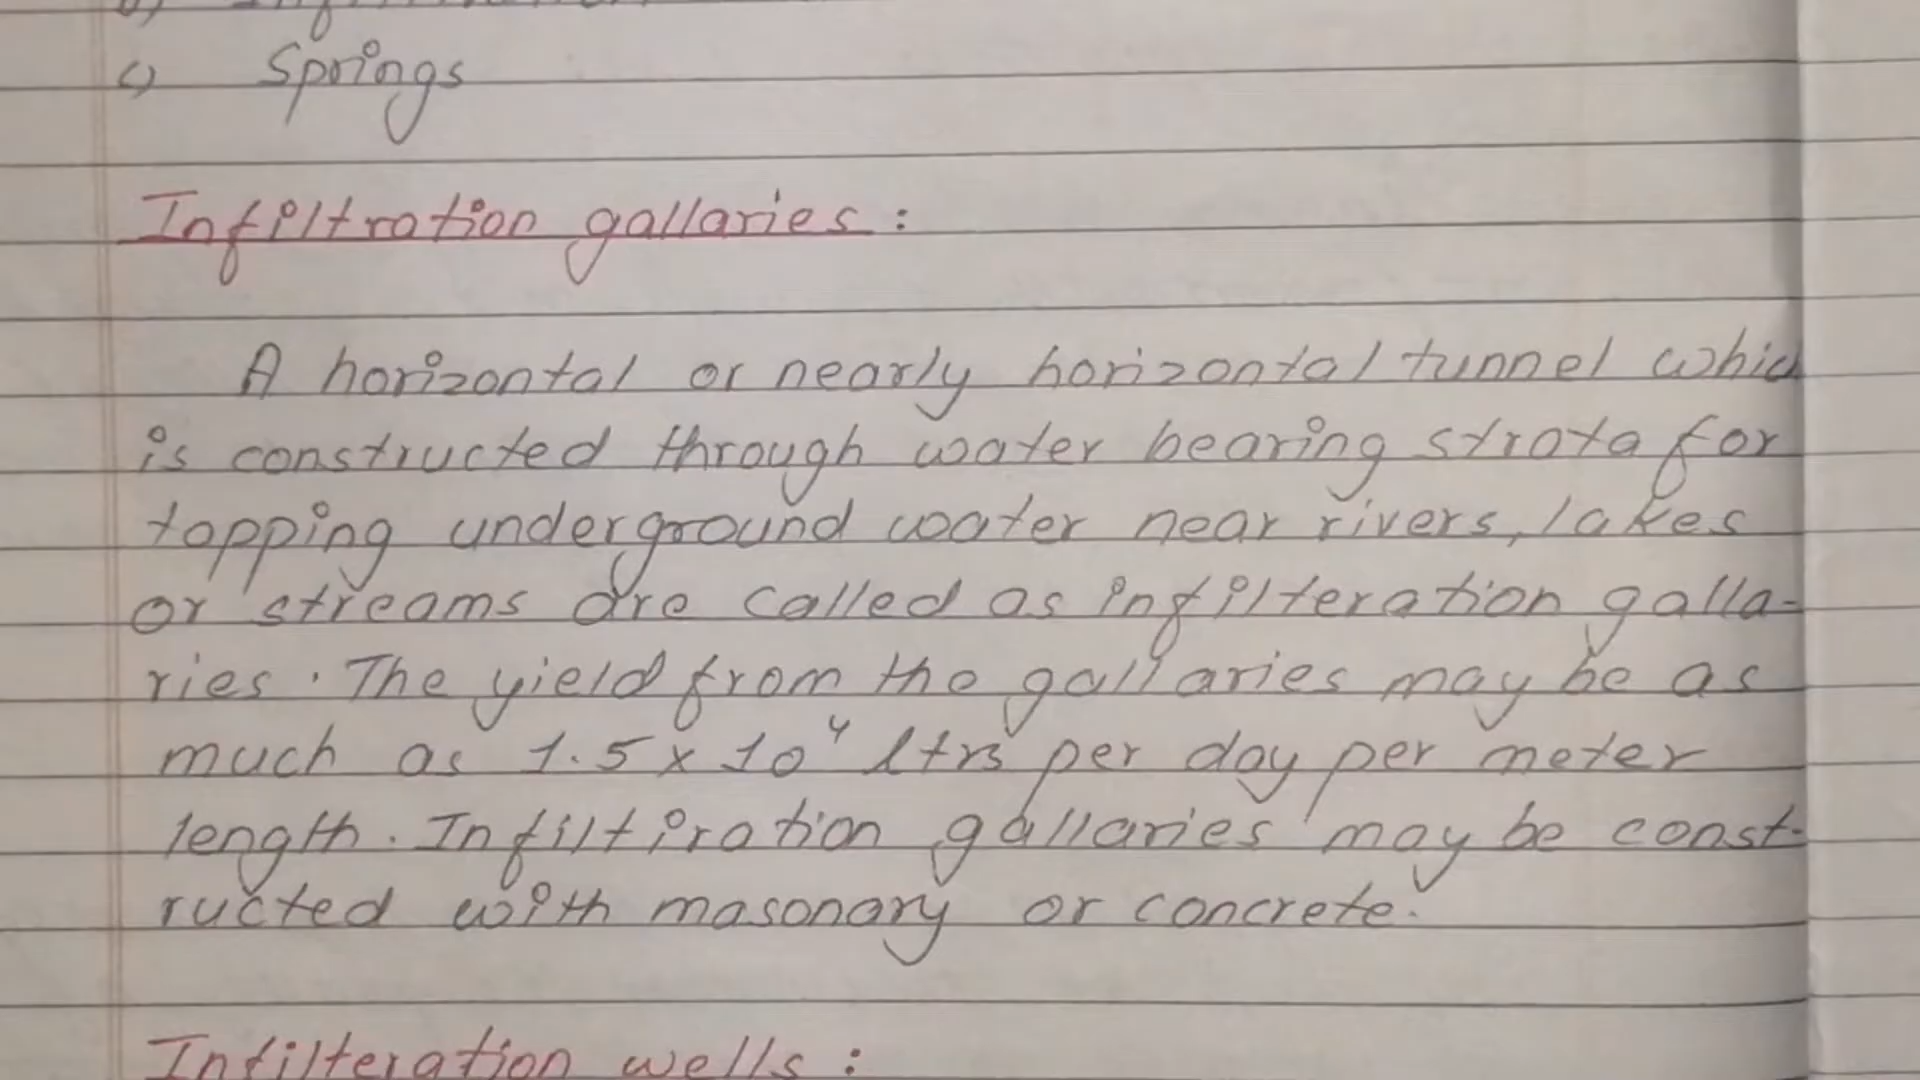 c) Springs
Infiltration gallaries :
A horizontal or nearly horizontal tunnel which
is constructed through water bearing strata for
tapping underground water near rivers, lakes
or streams are called as infilteration galla-
ries. The yield from the gallaries may be as
much as 1.5 x 10⁴ ltrs per day per meter
length. Infiltiration gallaries may be const-
ructed with masonary or concrete.
Infilteration wells :